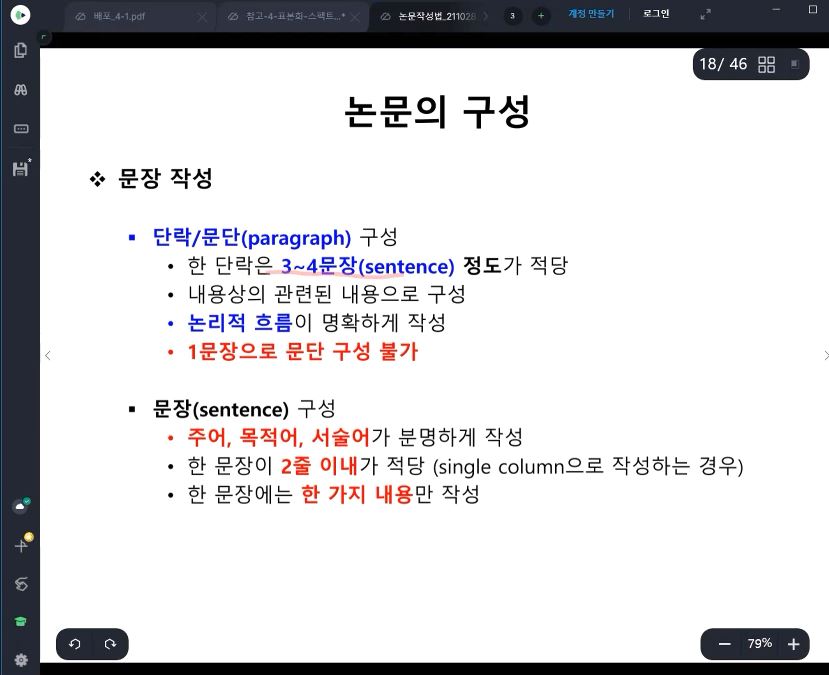 배포_4-1.pdf
참고-4-표본화-스펙트...*
논문작성법_211028
3
계정 만들기
로그인
18/ 46
논문의 구성
❖ 문장 작성
▪ 단락/문단(paragraph) 구성
• 한 단락은 3~4문장(sentence) 정도가 적당
• 내용상의 관련된 내용으로 구성
• 논리적 흐름이 명확하게 작성
• 1문장으로 문단 구성 불가
▪ 문장(sentence) 구성
• 주어, 목적어, 서술어가 분명하게 작성
• 한 문장이 2줄 이내가 적당 (single column으로 작성하는 경우)
• 한 문장에는 한 가지 내용만 작성
79%